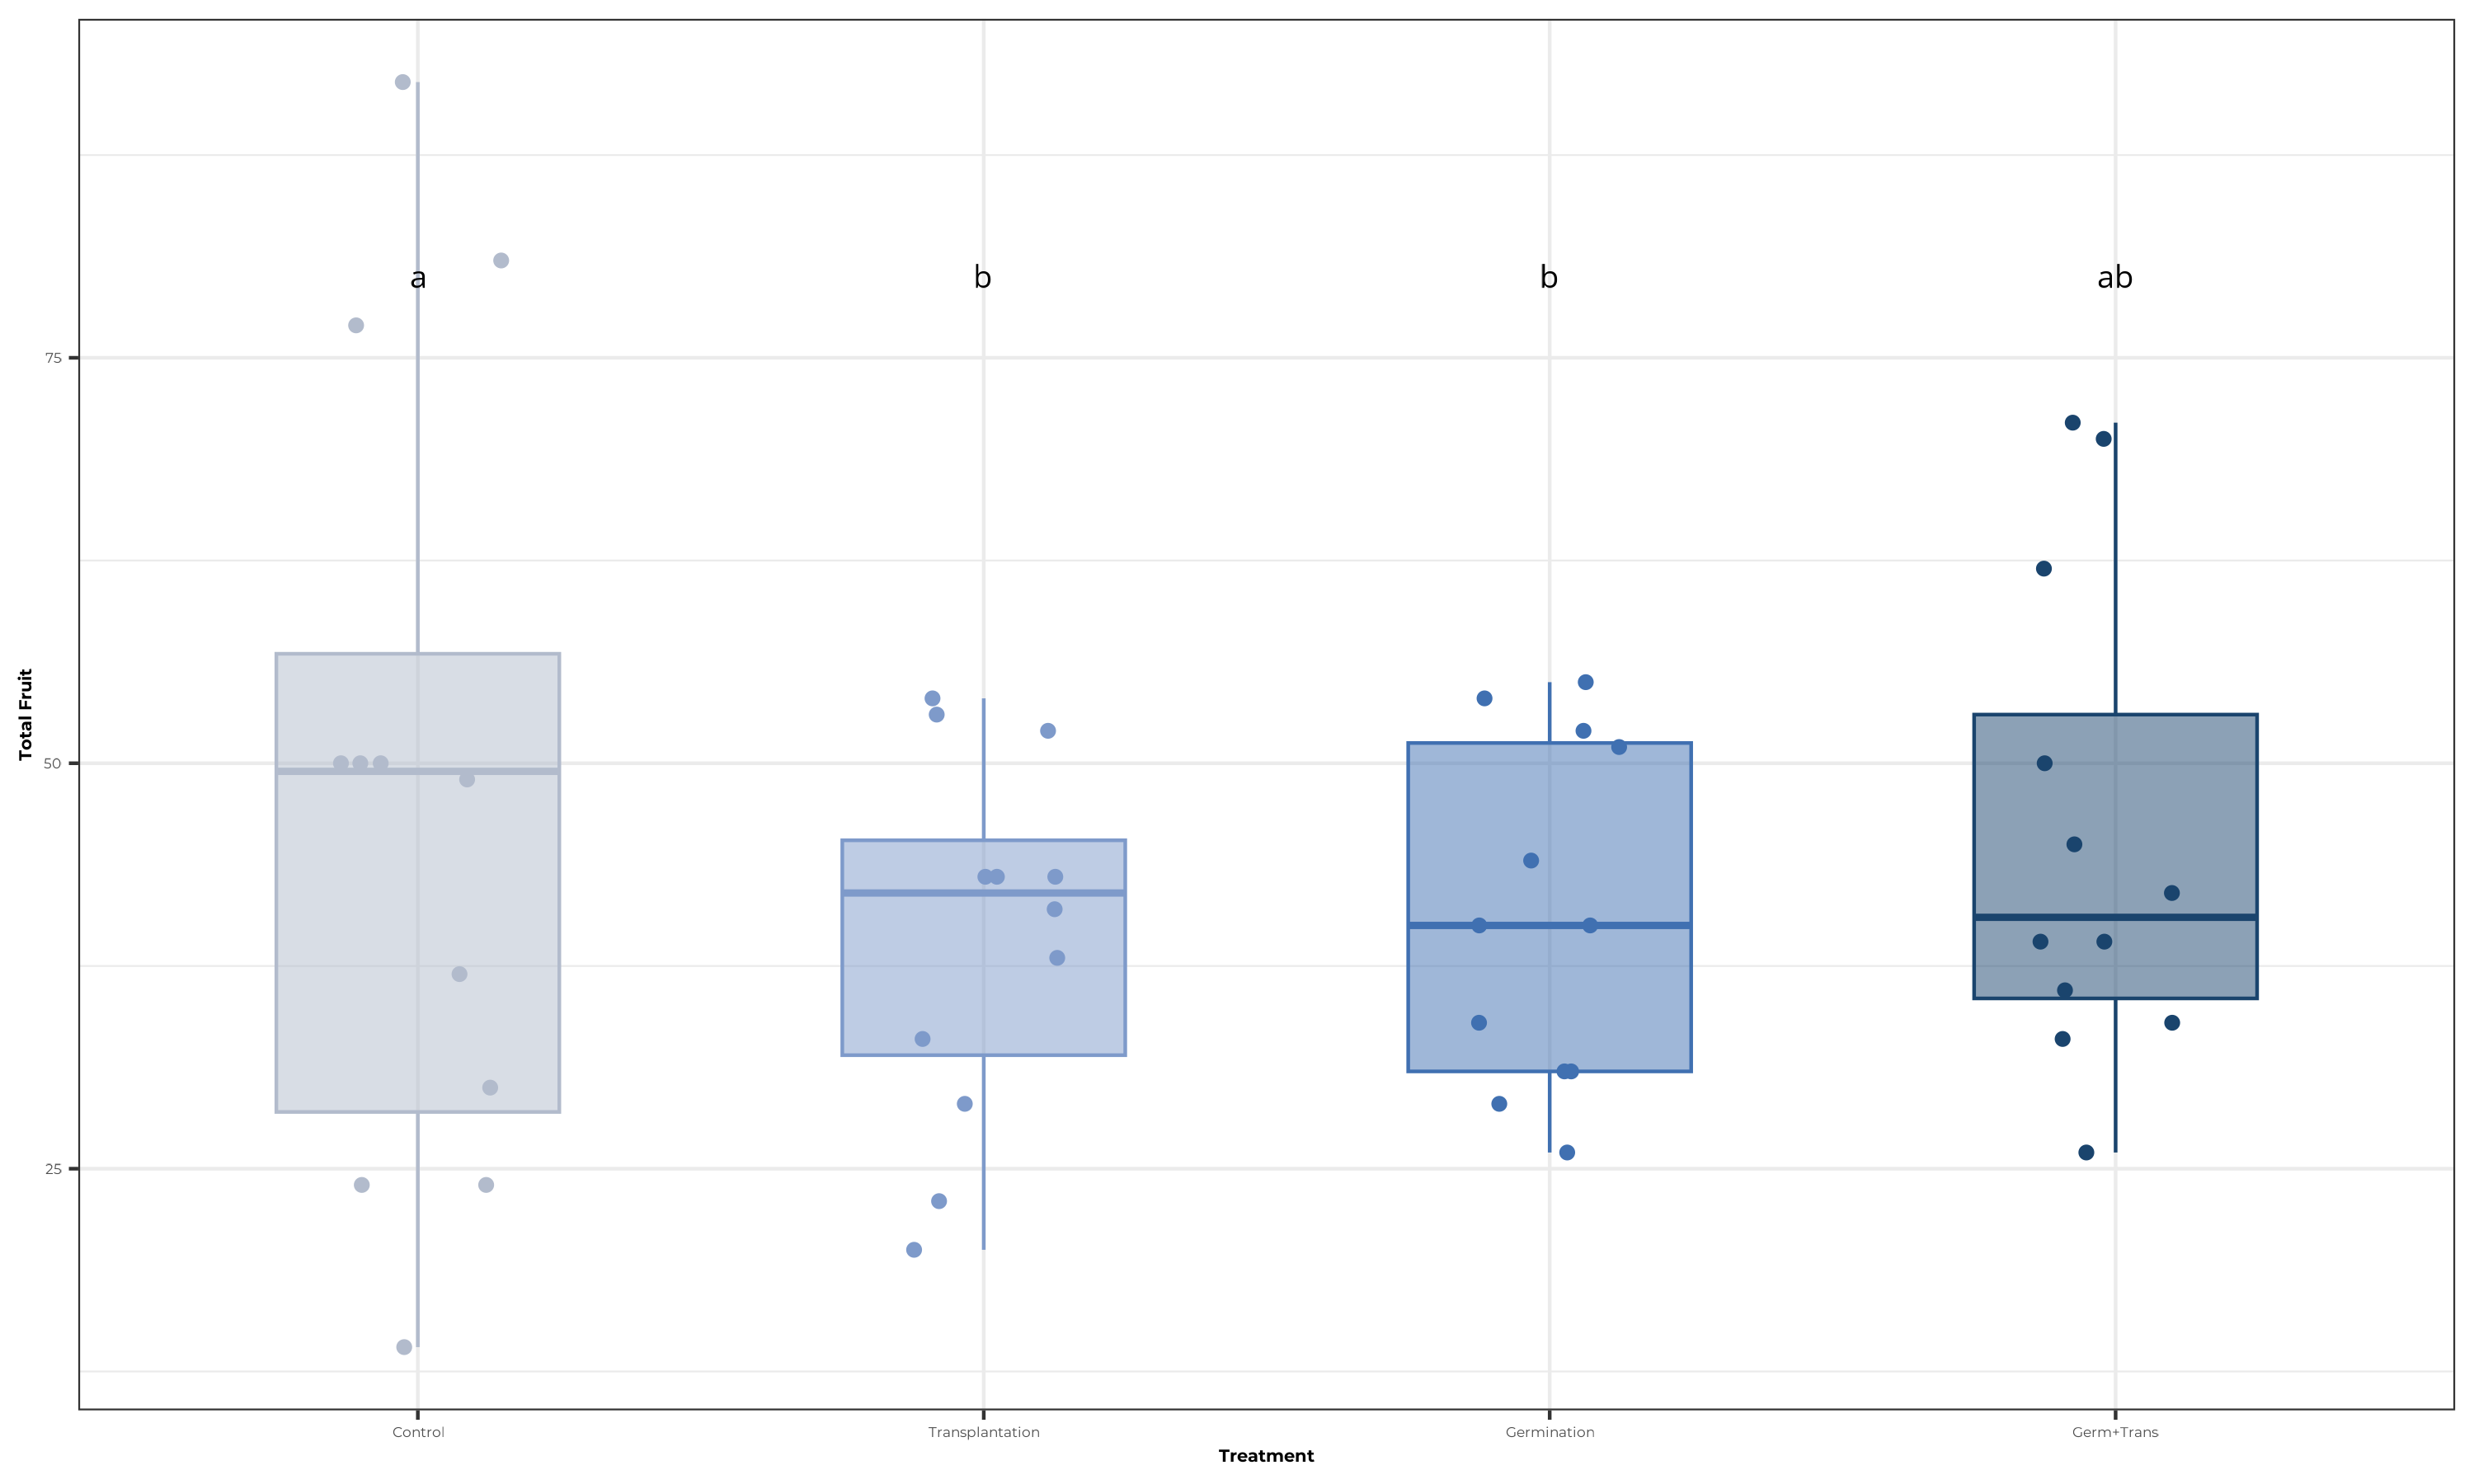 a
b
b
ab
75
50
25
Total Fruit
Control
Transplantation
Germination
Germ+Trans
Treatment